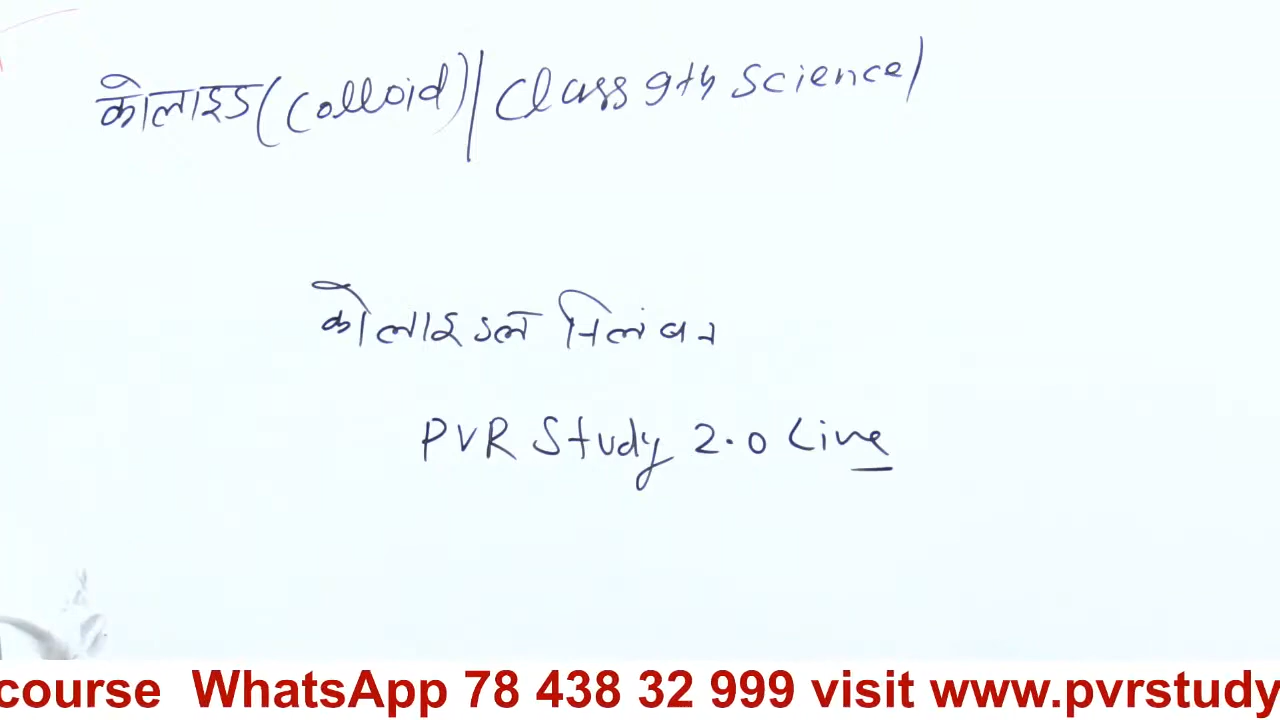 कोलाइड (Colloid) | Class 9th Science |
कोलाइडल निलंबन
PVR Study 2.0 Live
course WhatsApp 78 438 32 999 visit www.pvrstudy